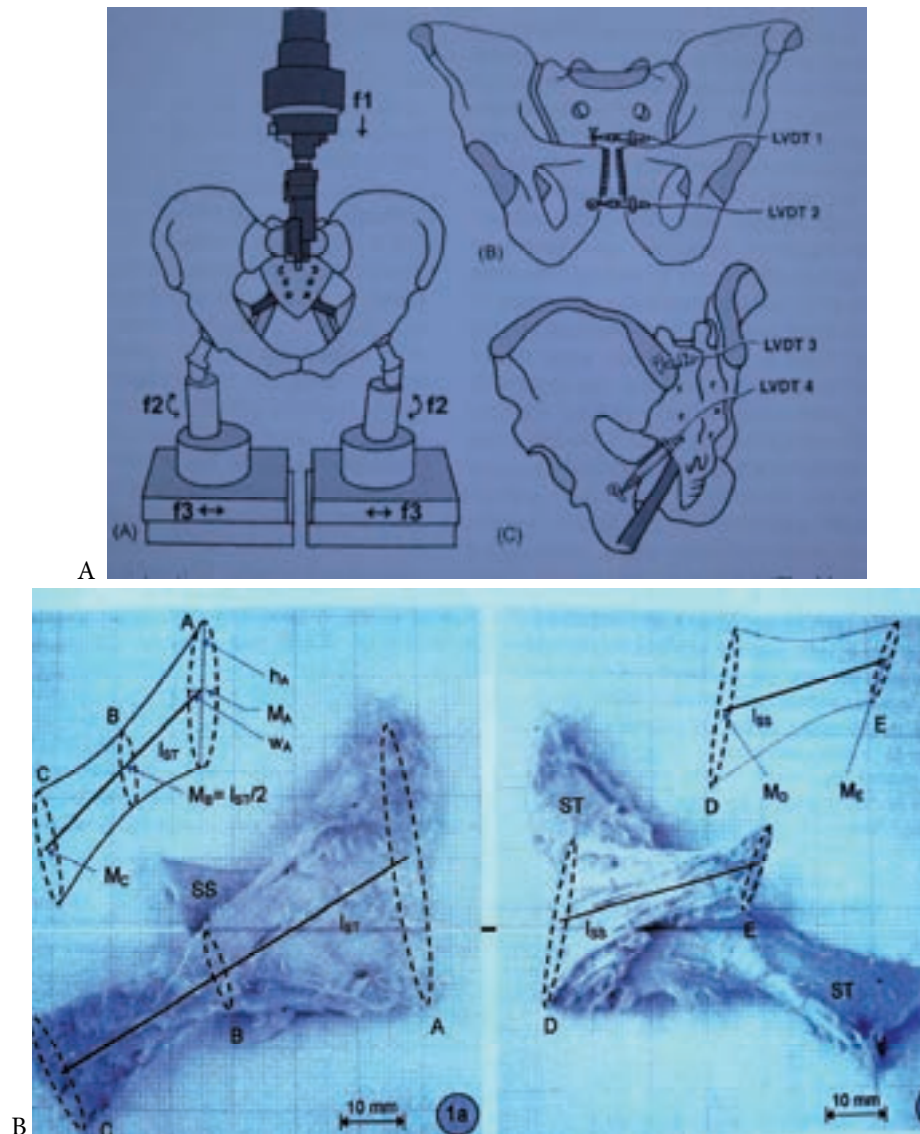 f1
f2
f2
f3
f3
(A)
LVDT 1
LVDT 2
(B)
LVDT 3
LVDT 4
(C)
A
A
hA
MA
wA
B
lST
MB = lST/2
C
MC
SS
lST
B
A
C
10 mm
1a
lSS
E
D
MD
ME
ST
lSS
E
D
ST
10 mm
B